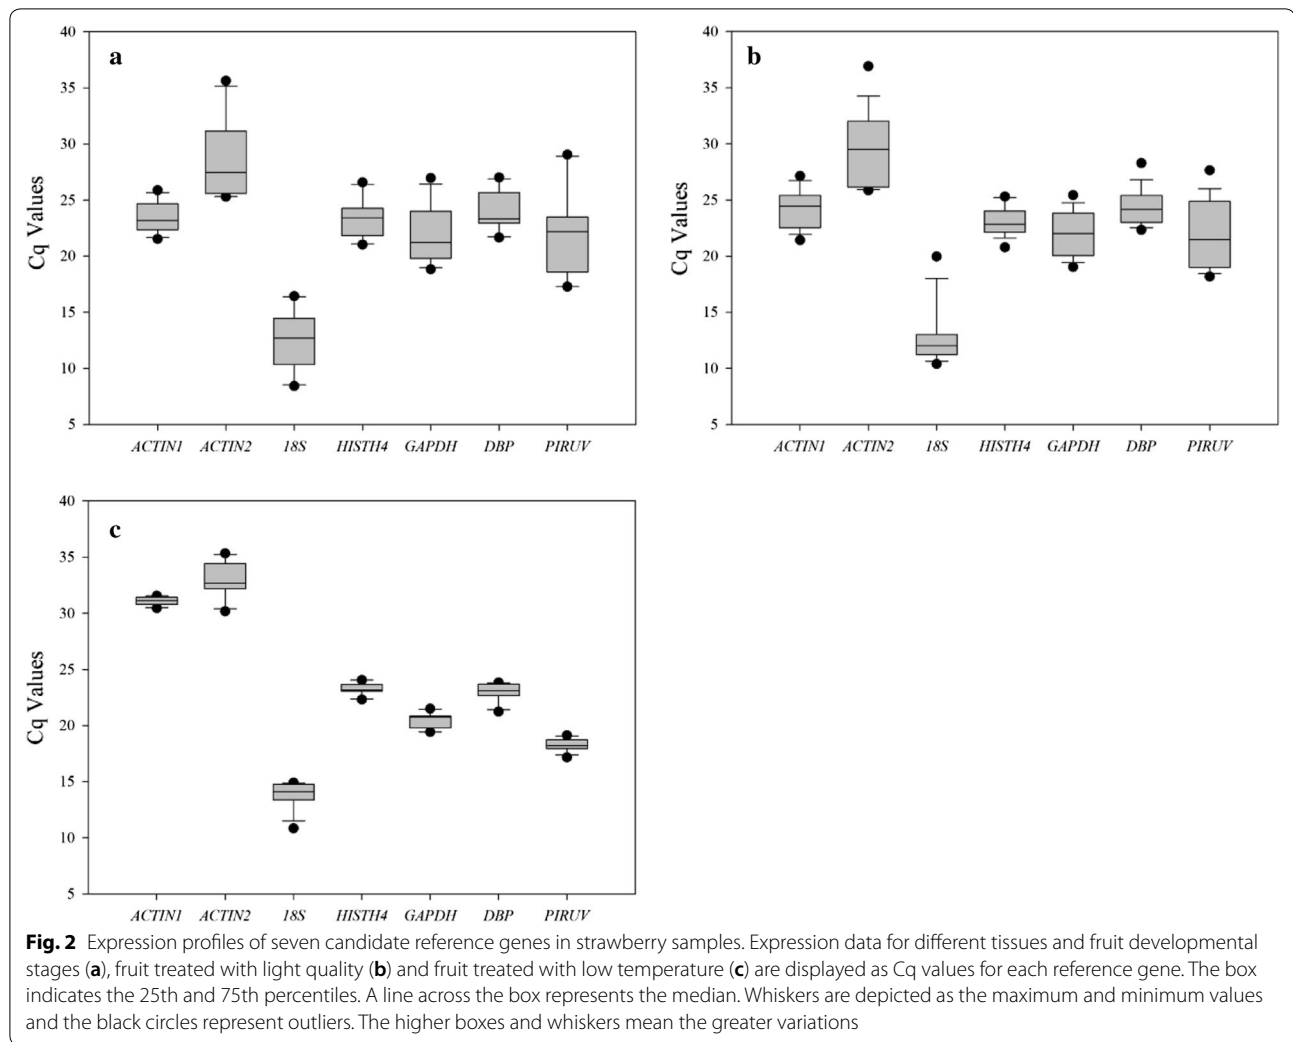 a
40
35
30
25
20
15
10
5
Cq Values
ACTIN1 ACTIN2 18S HISTH4 GAPDH DBP PIRUV
b
40
35
30
25
20
15
10
5
Cq Values
ACTIN1 ACTIN2 18S HISTH4 GAPDH DBP PIRUV
c
40
35
30
25
20
15
10
5
Cq Values
ACTIN1 ACTIN2 18S HISTH4 GAPDH DBP PIRUV
Fig. 2 Expression profiles of seven candidate reference genes in strawberry samples. Expression data for different tissues and fruit developmental
stages (a), fruit treated with light quality (b) and fruit treated with low temperature (c) are displayed as Cq values for each reference gene. The box
indicates the 25th and 75th percentiles. A line across the box represents the median. Whiskers are depicted as the maximum and minimum values
and the black circles represent outliers. The higher boxes and whiskers mean the greater variations